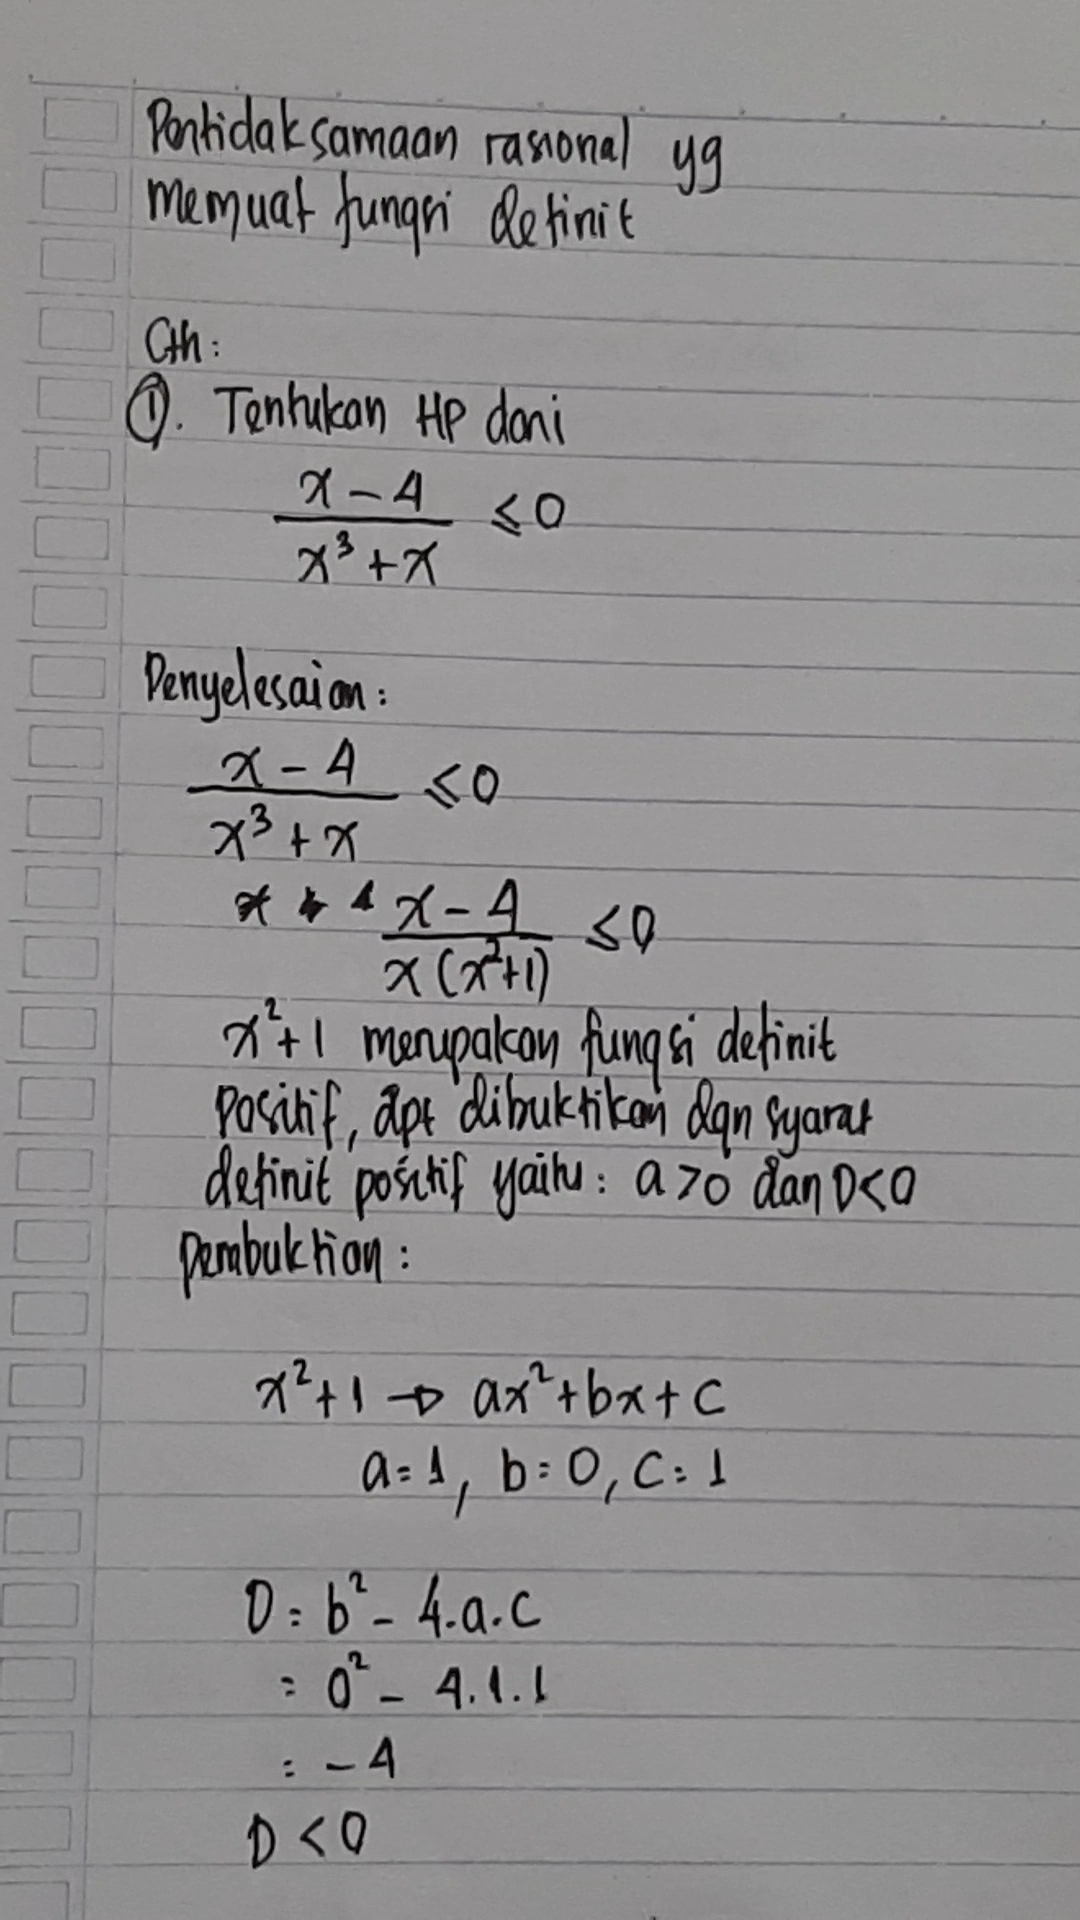 Pertidaksamaan rasional yg
memuat fungsi definit
Cth:
①. Tentukan HP dari
x - 4 / x³ + x ≤ 0
Penyelesaian:
x - 4 / x³ + x ≤ 0
x - 4 / x (x²+1) ≤ 0
x²+1 merupakan fungsi definit
Positif, dpt dibuktikan dgn syarat
definit positif yaitu: a > 0 dan D < 0
Pembuktian:
x²+1 → ax²+bx+c
a=1, b=0, c=1
D = b² - 4.a.c
= 0² - 4.1.1
= -4
D < 0